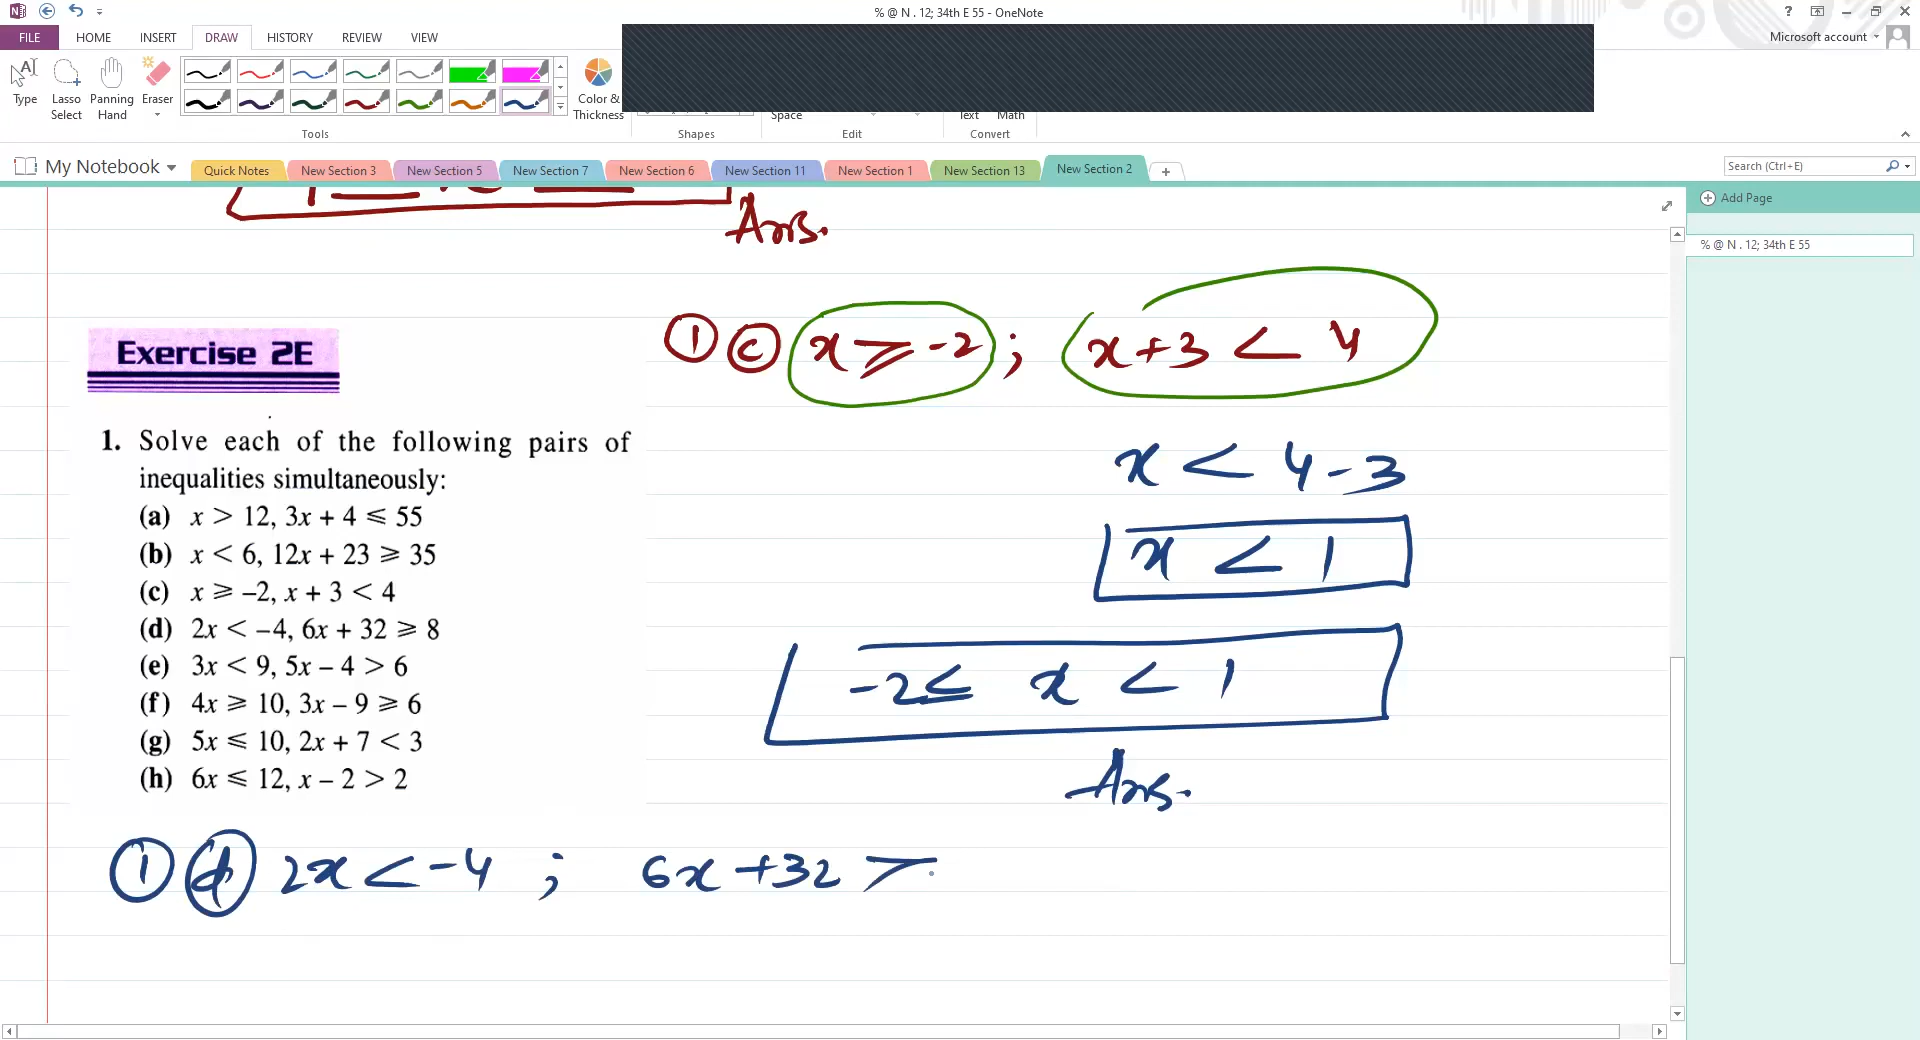 % @ N . 12; 34th E 55 - OneNote
?
FILE HOME INSERT DRAW HISTORY REVIEW VIEW
Microsoft account
Type
Lasso Select
Panning Hand
Eraser
Color & Thickness
Space
Text
Math
Tools
Shapes
Edit
Convert
My Notebook
Quick Notes
New Section 3
New Section 5
New Section 7
New Section 6
New Section 11
New Section 1
New Section 13
New Section 2
Search (Ctrl+E)
Add Page
% @ N . 12; 34th E 55
Ans.
① ⓒ x ⩾ -2 ; x+3 < 4
Exercise 2E
1. Solve each of the following pairs of
inequalities simultaneously:
(a) x > 12, 3x + 4 ⩽ 55
(b) x < 6, 12x + 23 ⩾ 35
(c) x ⩾ –2, x + 3 < 4
(d) 2x < –4, 6x + 32 ⩾ 8
(e) 3x < 9, 5x – 4 > 6
(f) 4x ⩾ 10, 3x – 9 ⩾ 6
(g) 5x ⩽ 10, 2x + 7 < 3
(h) 6x ⩽ 12, x – 2 > 2
x < 4 - 3
x < 1
-2 ≤ x < 1
Ans.
① ⓓ 2x < -4 ; 6x + 32 >